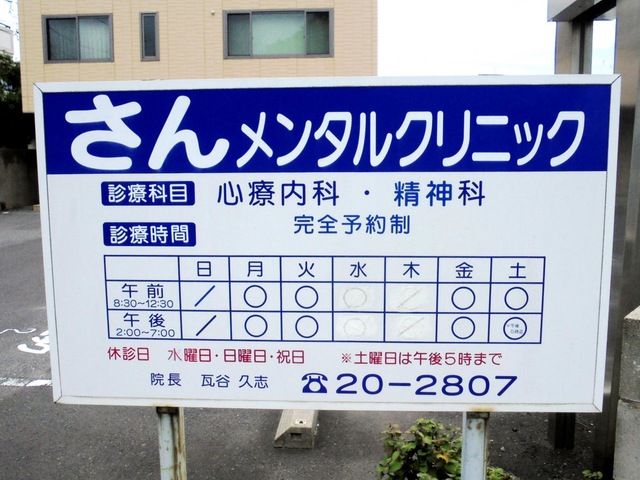 さんメンタルクリニック
診療科目 心療内科・精神科
完全予約制
診療時間
日 月 火 水 木 金 土
午前 8:30~12:30 / ○ ○ ○ / ○ ○
午後 2:00~7:00 / ○ ○ ○ / ○
休診日 水曜日・日曜日・祝日 ※土曜日は午後5時まで
院長 瓦谷 久志 ☎20-2807